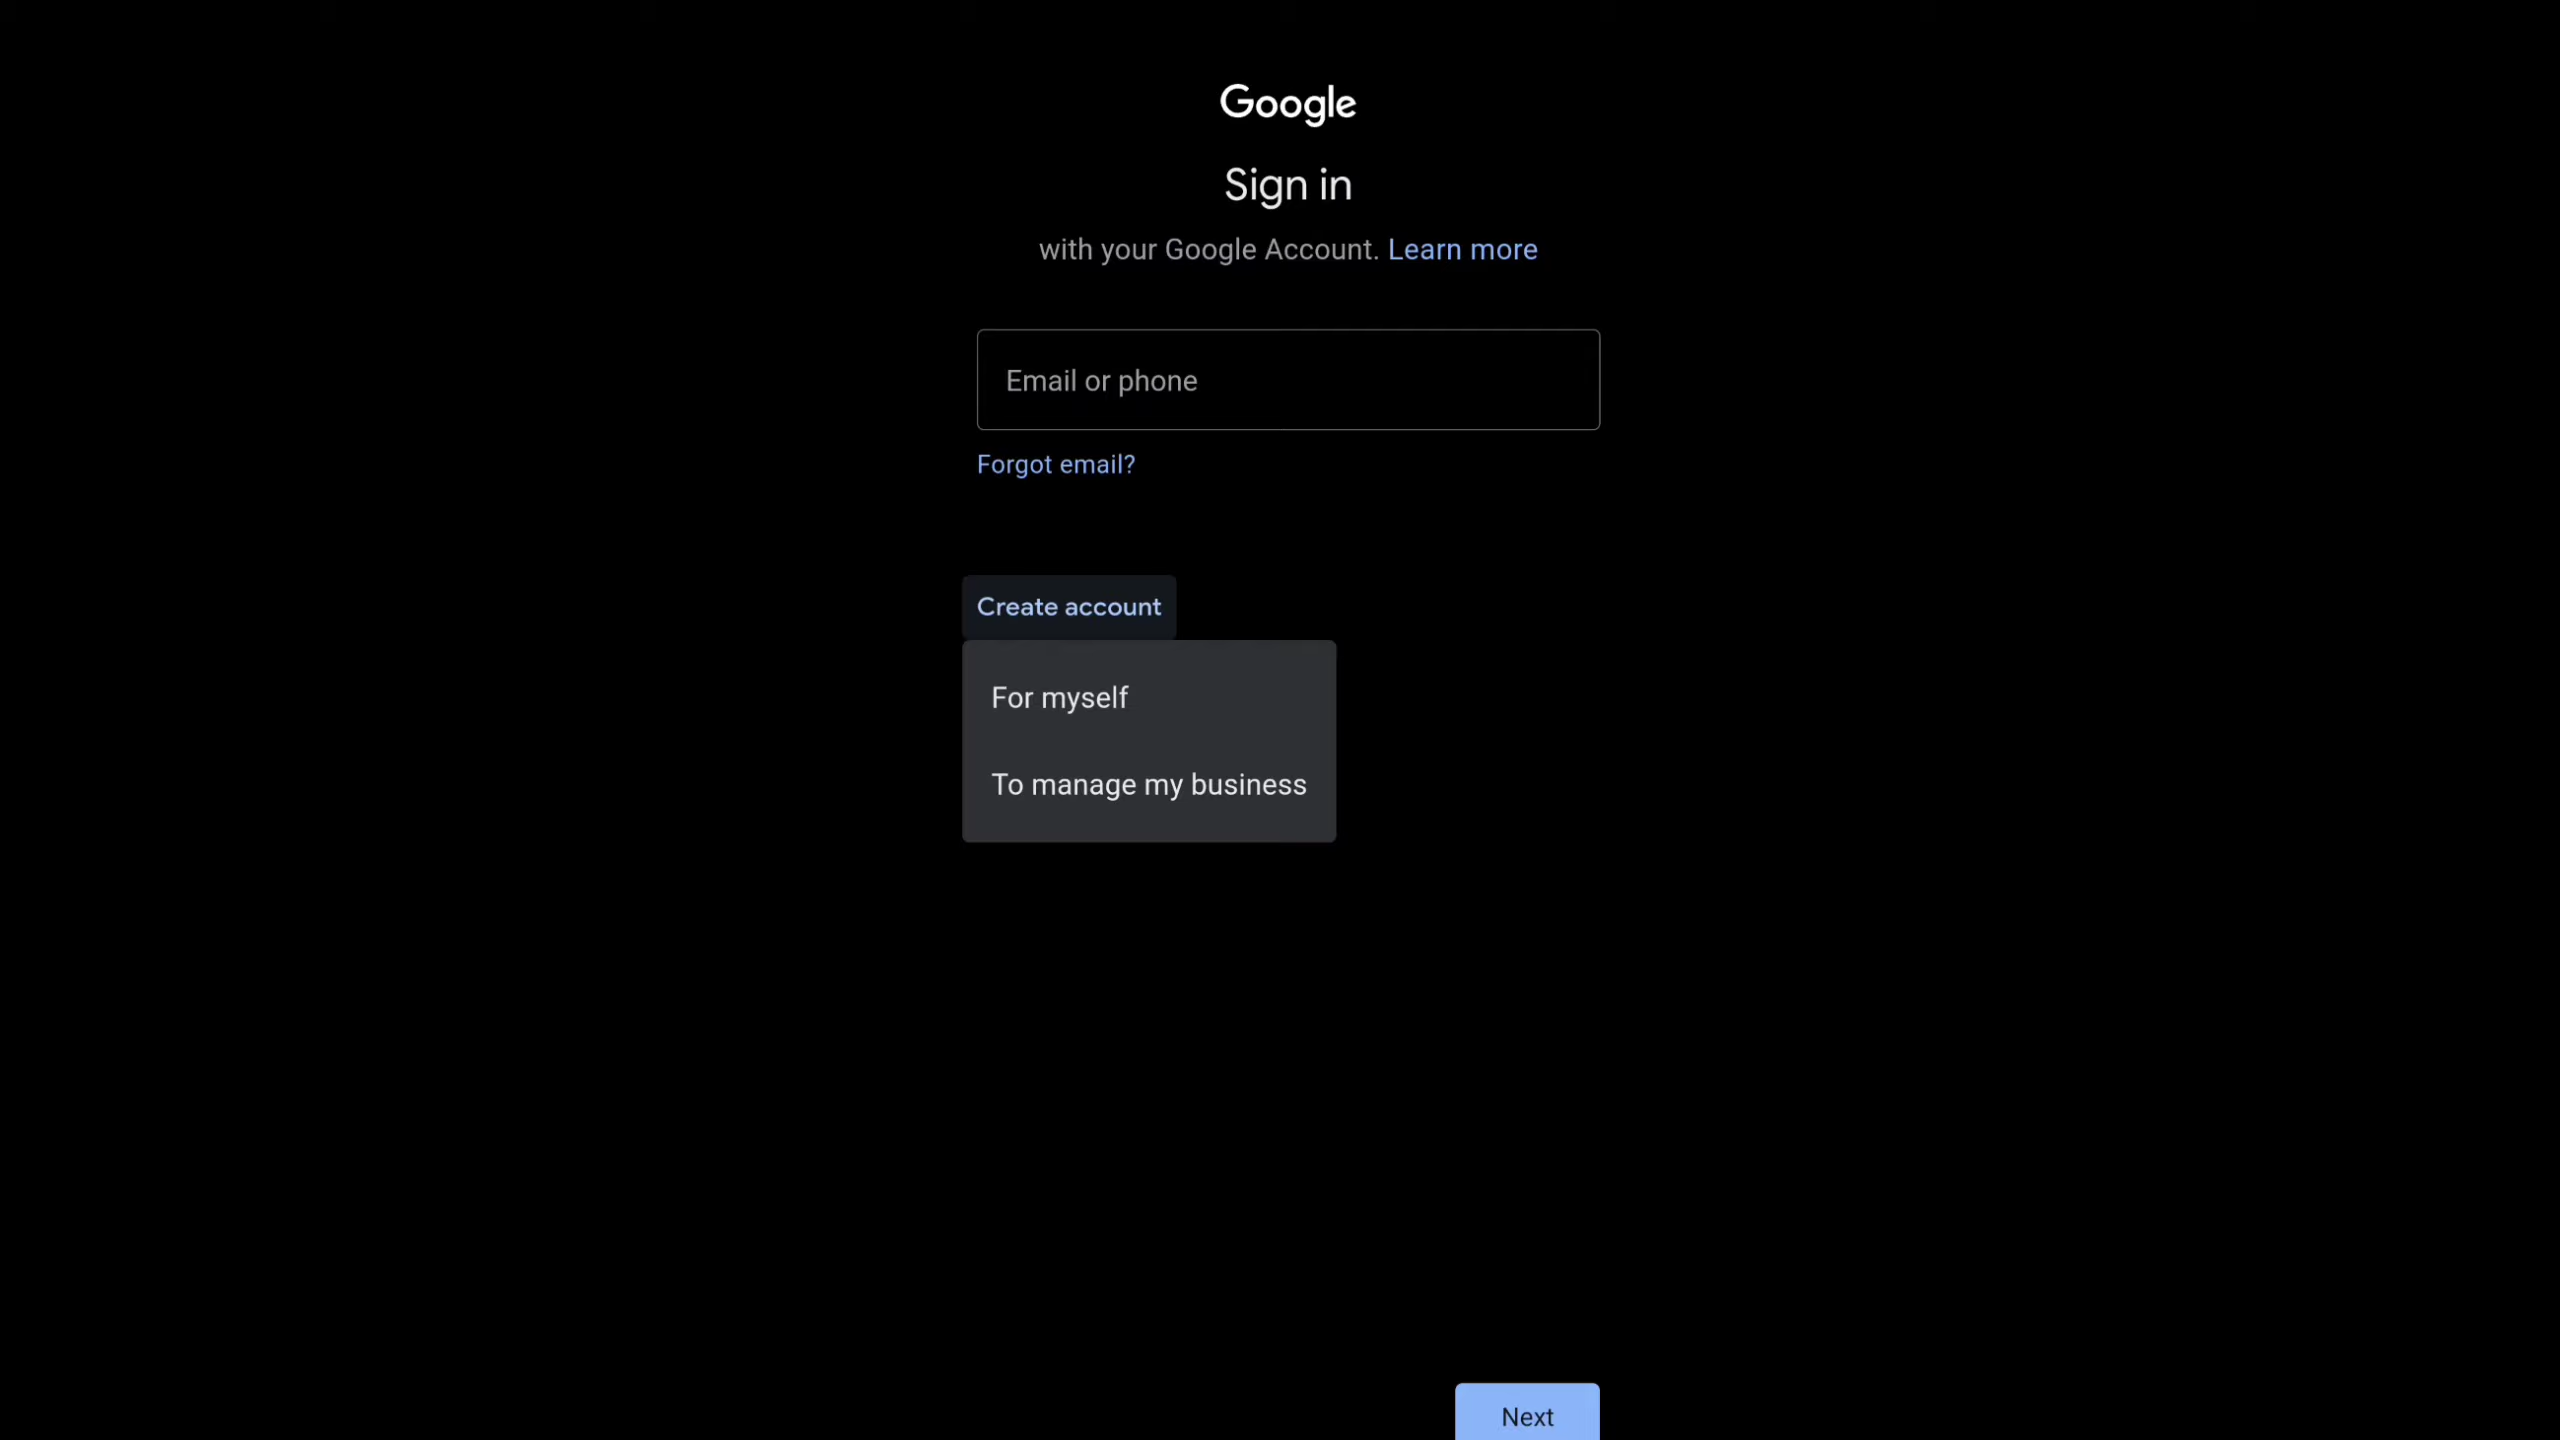 Google
Sign in
with your Google Account. Learn more
Email or phone
Forgot email?
Create account
For myself
To manage my business
Next